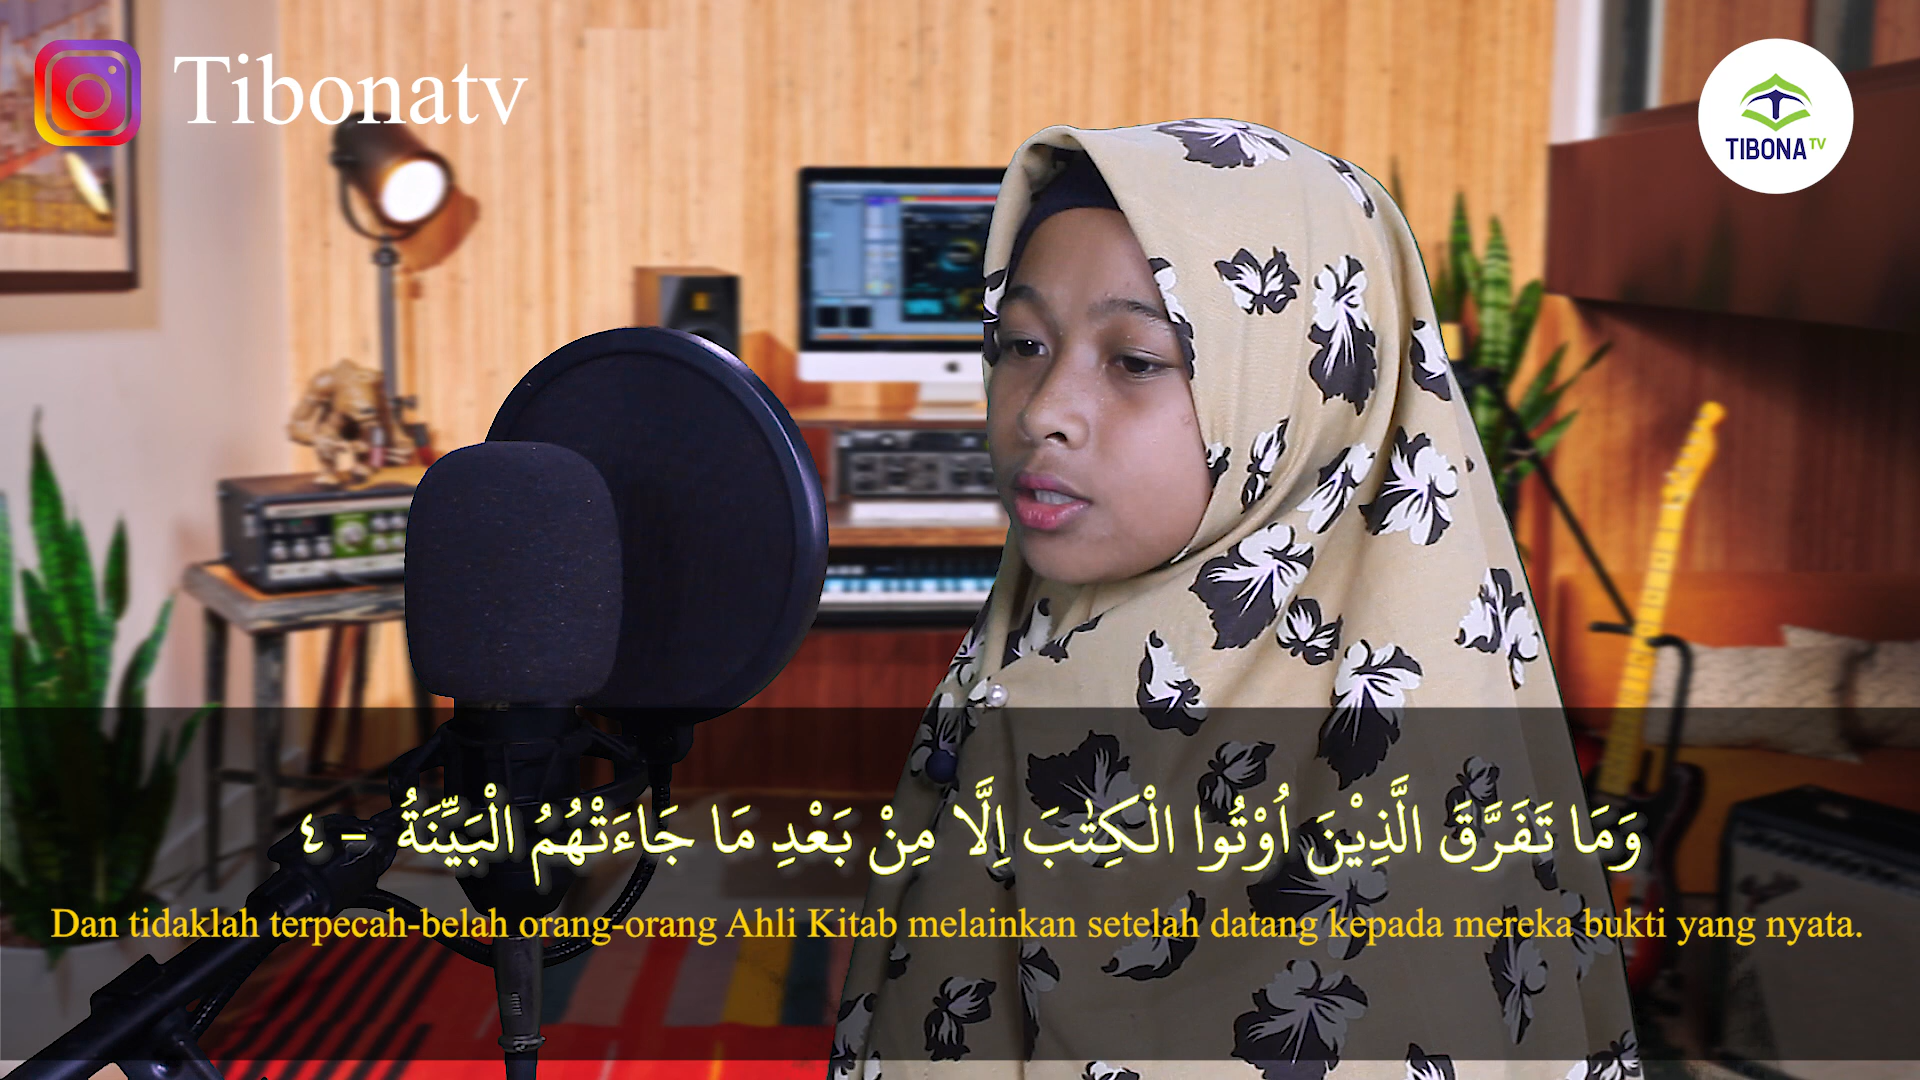 Tibonatv
TIBONA TV
وَمَا تَفَرَّقَ الَّذِيْنَ اُوْتُوا الْكِتٰبَ اِلَّا مِنْ بَعْدِ مَا جَاۤءَتْهُمُ الْبَيِّنَةُ - ٤
Dan tidaklah terpecah-belah orang-orang Ahli Kitab melainkan setelah datang kepada mereka bukti yang nyata.